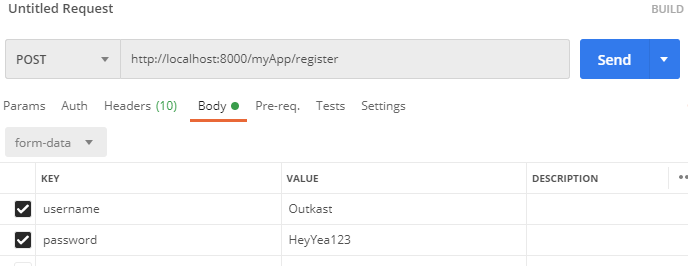 Untitled Request BUILD
POST http://localhost:8000/myApp/register Send
Params Auth Headers (10) Body Pre-req. Tests Settings
form-data
KEY VALUE DESCRIPTION
username Outkast
password HeyYea123